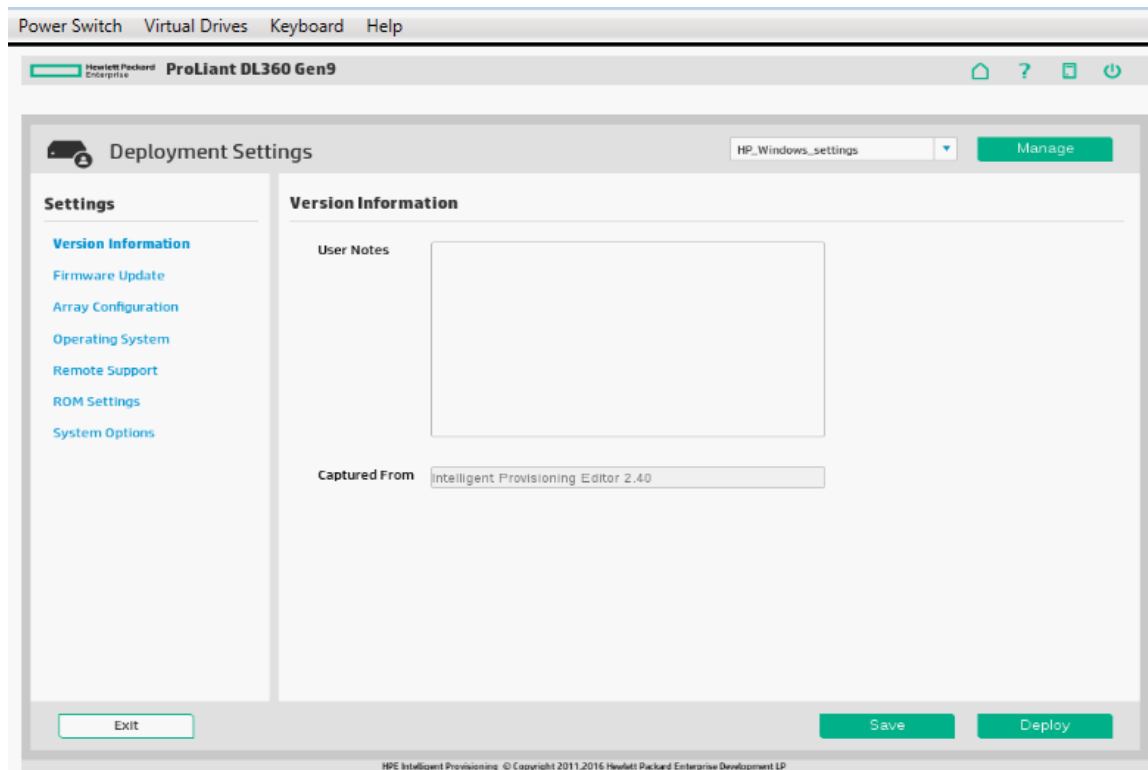 Power Switch Virtual Drives Keyboard Help
Hewlett Packard
Enterprise
ProLiant DL360 Gen9
?
Deployment Settings
HP_Windows_settings
Manage
Settings
Version Information
Firmware Update
Array Configuration
Operating System
Remote Support
ROM Settings
System Options
Version Information
User Notes
Captured From
Intelligent Provisioning Editor 2.40
Exit
Save
Deploy
HPE Intelligent Provisioning © Copyright 2011,2016 Hewlett Packard Enterprise Development LP